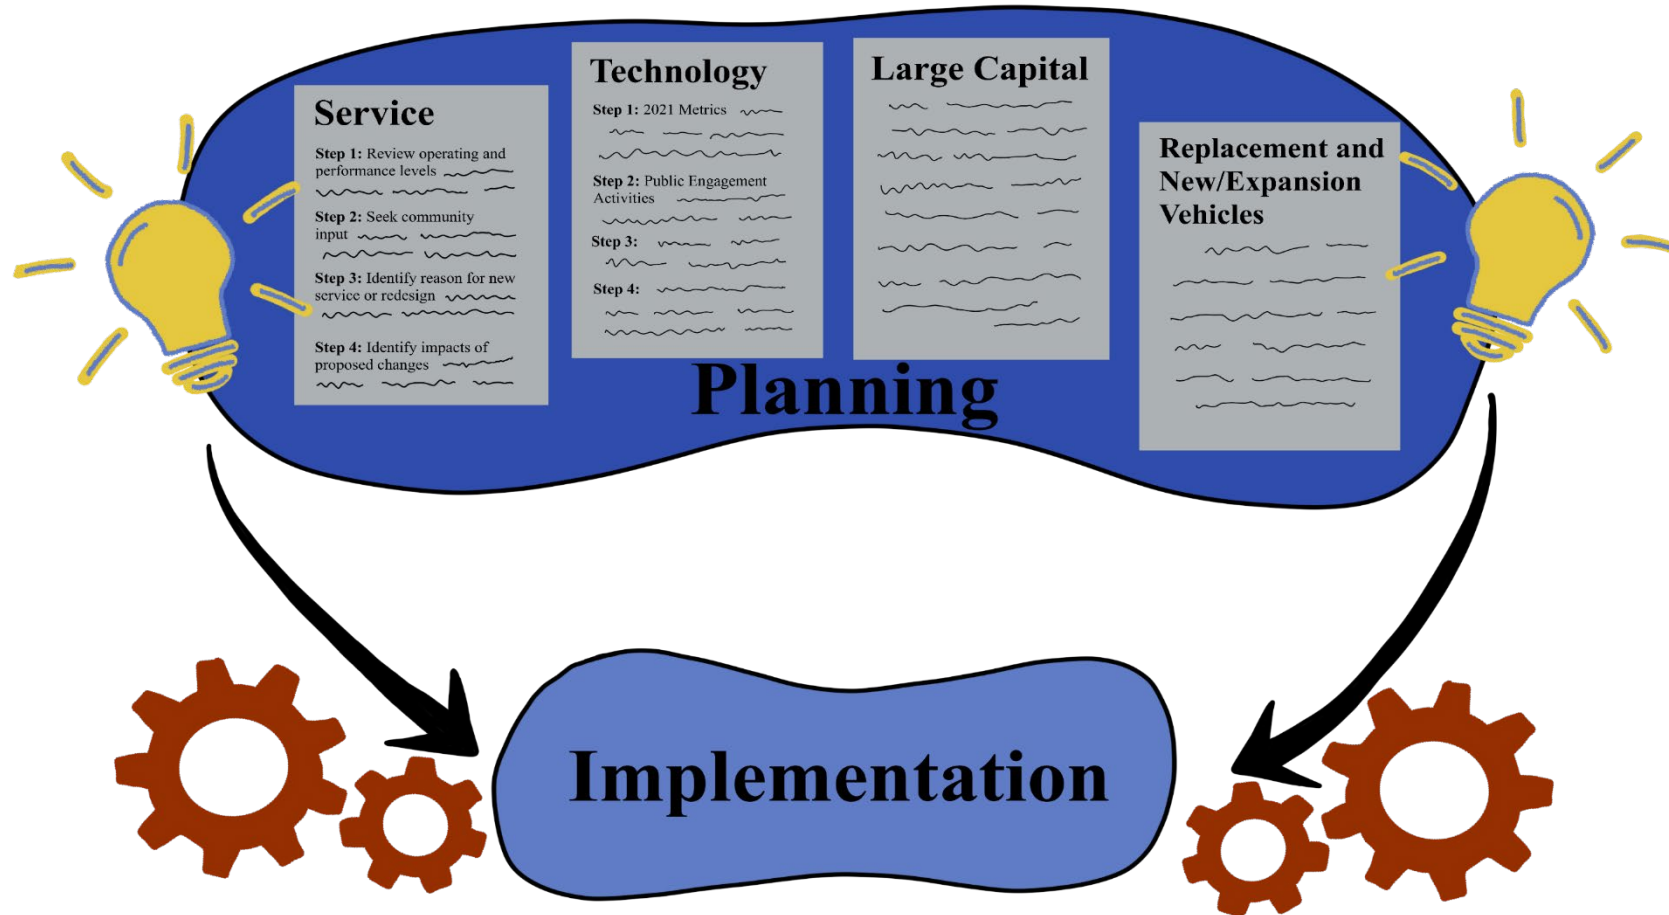 Service
Step 1: Review operating and
performance levels
Step 2: Seek community
input
Step 3: Identify reason for new
service or redesign
Step 4: Identify impacts of
proposed changes
Technology
Step 1: 2021 Metrics
Step 2: Public Engagement
Activities
Step 3:
Step 4:
Large Capital
Replacement and
New/Expansion
Vehicles
Planning
Implementation